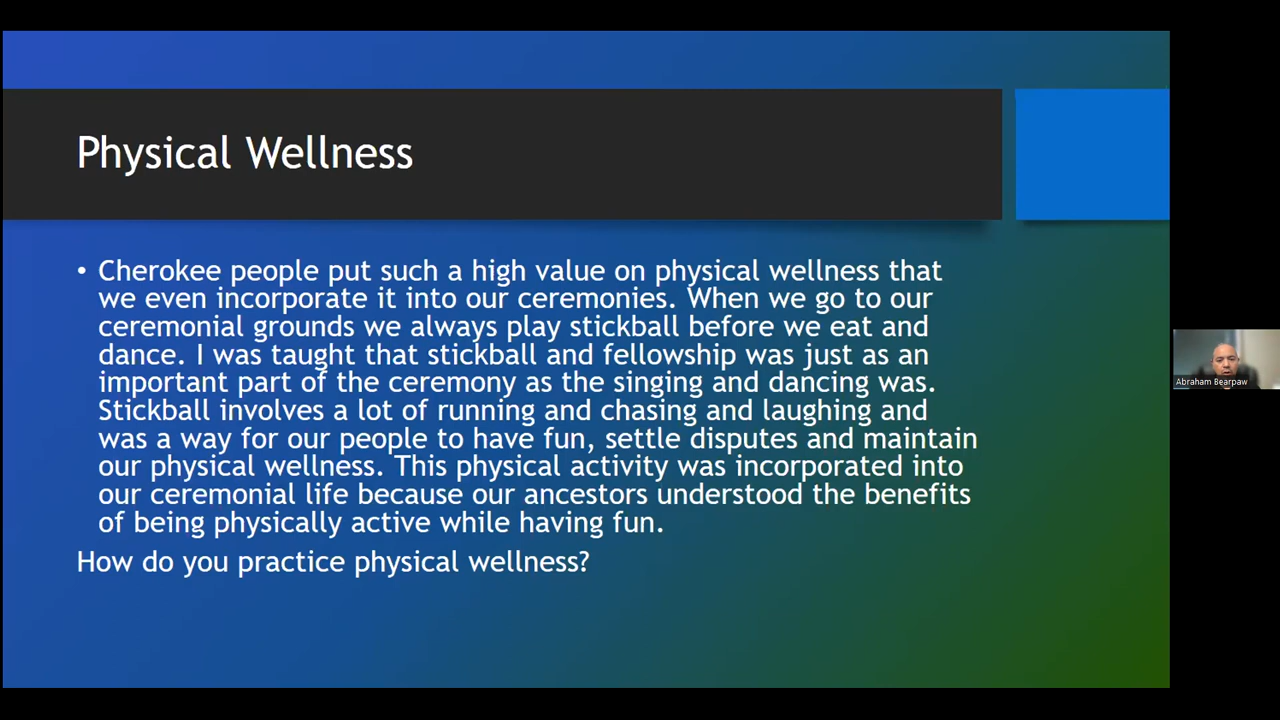 Physical Wellness
• Cherokee people put such a high value on physical wellness that
we even incorporate it into our ceremonies. When we go to our
ceremonial grounds we always play stickball before we eat and
dance. I was taught that stickball and fellowship was just as an
important part of the ceremony as the singing and dancing was.
Stickball involves a lot of running and chasing and laughing and
was a way for our people to have fun, settle disputes and maintain
our physical wellness. This physical activity was incorporated into
our ceremonial life because our ancestors understood the benefits
of being physically active while having fun.
How do you practice physical wellness?
Abraham Bearpaw